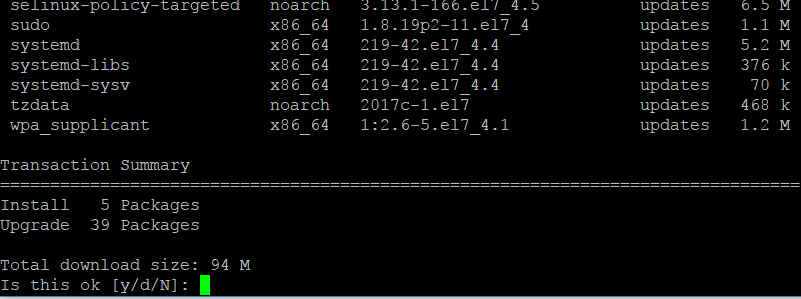 selinux-policy-targeted noarch 3.13.1-166.el7_4.5 updates 6.5 M
sudo x86_64 1.8.19p2-11.el7_4 updates 1.1 M
systemd x86_64 219-42.el7_4.4 updates 5.2 M
systemd-libs x86_64 219-42.el7_4.4 updates 376 k
systemd-sysv x86_64 219-42.el7_4.4 updates 70 k
tzdata noarch 2017c-1.el7 updates 468 k
wpa_supplicant x86_64 1:2.6-5.el7_4.1 updates 1.2 M
Transaction Summary
================================================================================
Install 5 Packages
Upgrade 39 Packages
Total download size: 94 M
Is this ok [y/d/N]: